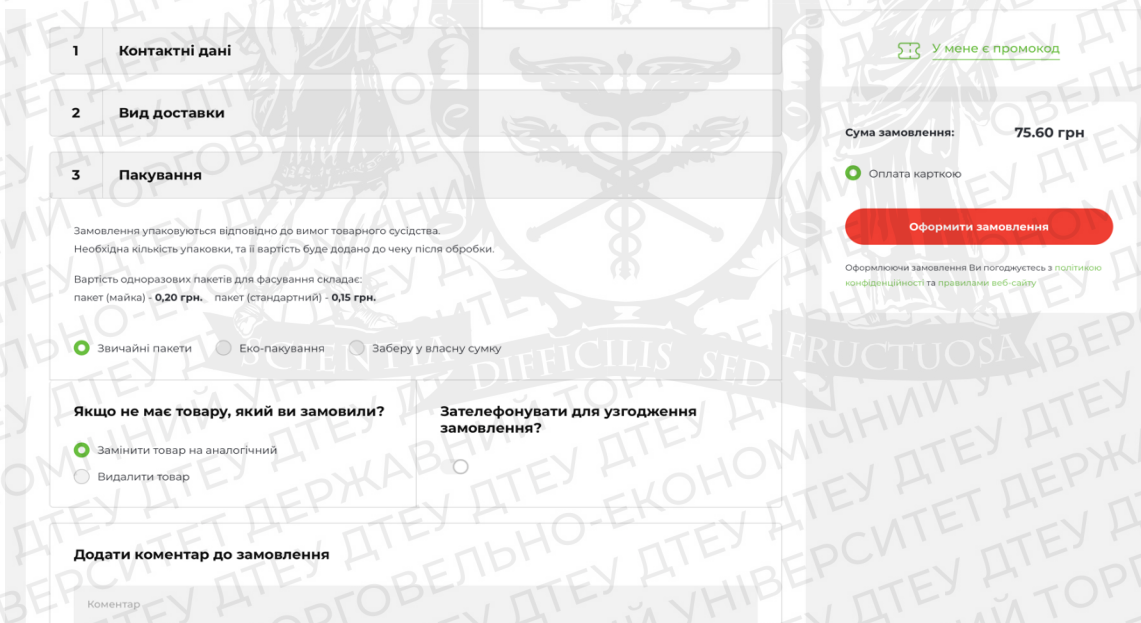 1 Контактні дані
2 Вид доставки
3 Пакування
Замовлення упаковуються відповідно до вимог товарного сусідства.
Необхідна кількість упаковки, та її вартість буде додано до чеку після обробки.
Вартість одноразових пакетів для фасування складає:
пакет (майка) - 0,20 грн. пакет (стандартний) - 0,15 грн.
Звичайні пакети Еко-пакування Заберу у власну сумку
Якщо не має товару, який ви замовили?
Замінити товар на аналогічний
Видалити товар
Зателефонувати для узгодження
замовлення?
Додати коментар до замовлення
Коментар
У мене є промокод
Сума замовлення: 75.60 грн
Оплата карткою
Оформити замовлення
Оформлюючи замовлення Ви погоджуєтесь з політикою
конфіденційності та правилами веб-сайту
SCIENTIA DIFFICILIS SED FRUCTUOSA